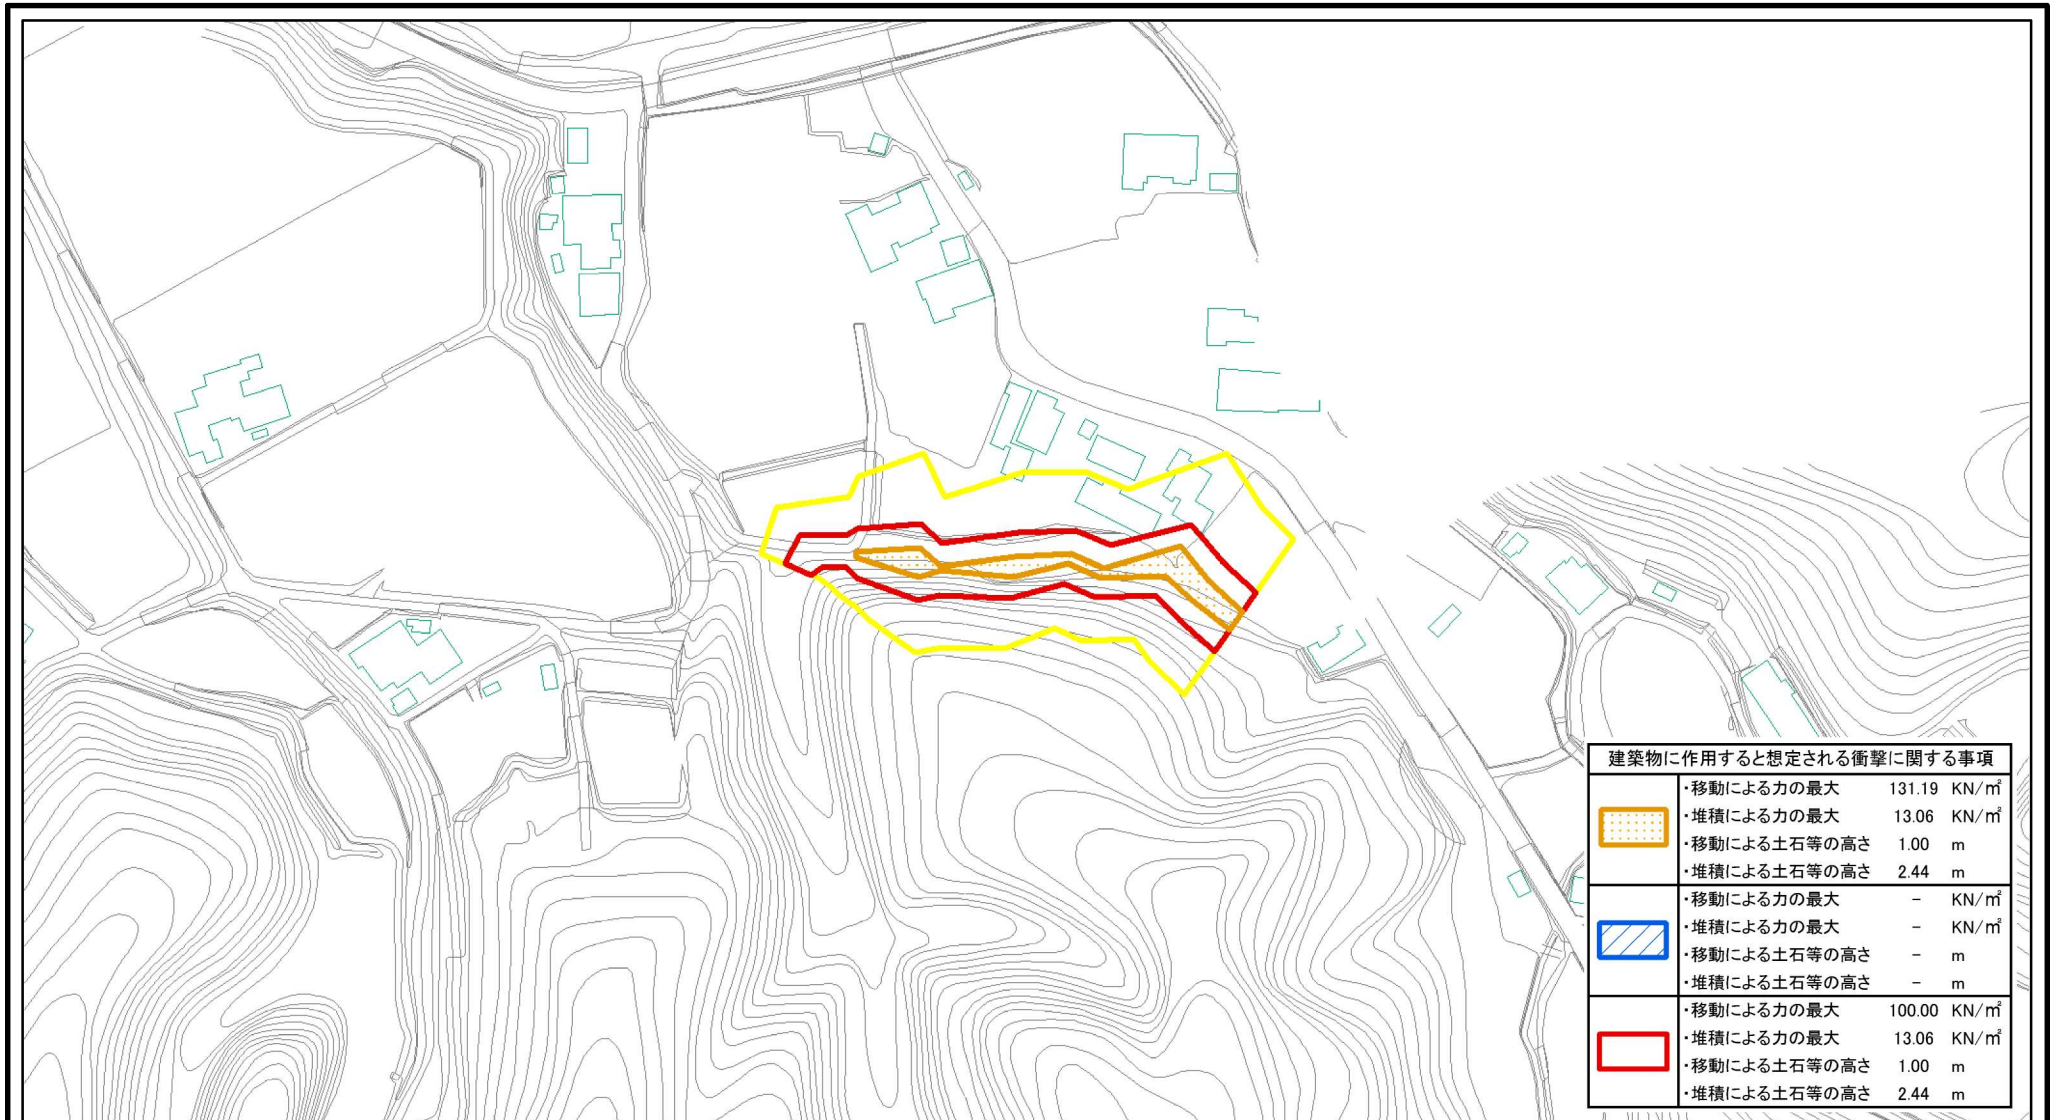 建築物に作用すると想定される衝撃に関する事項
・移動による力の最大 131.19 KN/㎡
・堆積による力の最大 13.06 KN/㎡
・移動による土石等の高さ 1.00 m
・堆積による土石等の高さ 2.44 m
・移動による力の最大 - KN/㎡
・堆積による力の最大 - KN/㎡
・移動による土石等の高さ - m
・堆積による土石等の高さ - m
・移動による力の最大 100.00 KN/㎡
・堆積による力の最大 13.06 KN/㎡
・移動による土石等の高さ 1.00 m
・堆積による土石等の高さ 2.44 m